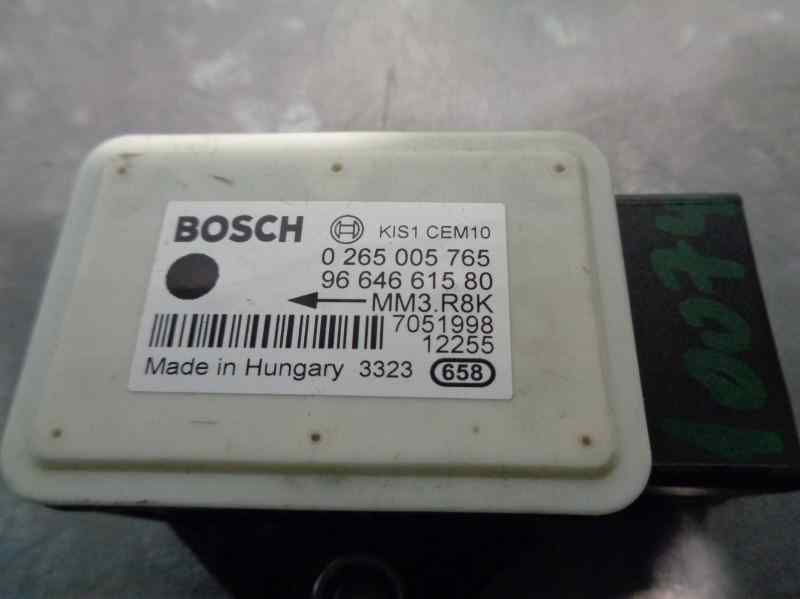 BOSCH KIS1 CEM10
0 265 005 765
96 646 615 80
MM3.R8K
7051998
12255
Made in Hungary 3323 658
10074